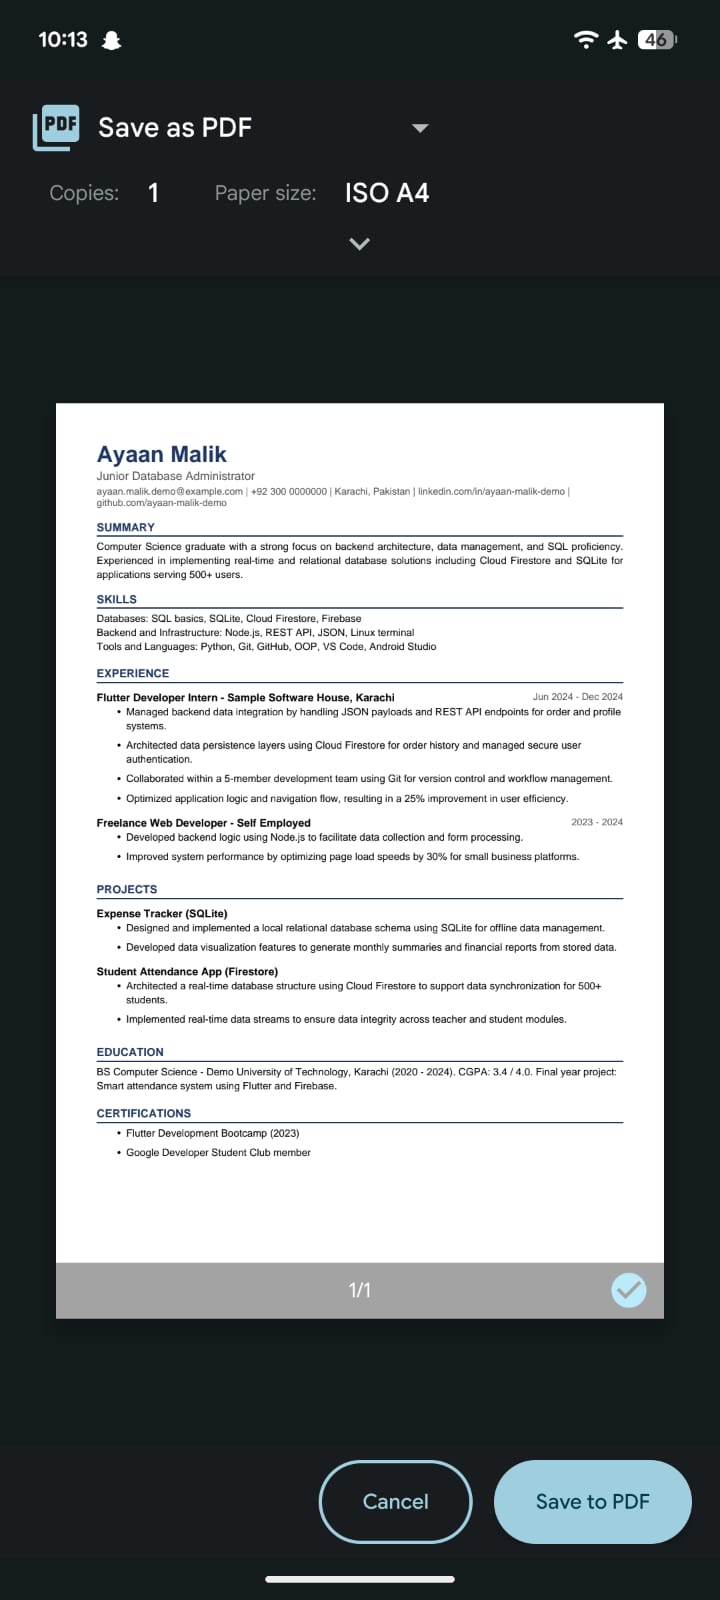 10:13
46
PDF Save as PDF
Copies: 1 Paper size: ISO A4
Ayaan Malik
Junior Database Administrator
ayaan.malik.demo@example.com | +92 300 0000000 | Karachi, Pakistan | linkedin.com/in/ayaan-malik-demo |
github.com/ayaan-malik-demo
SUMMARY
Computer Science graduate with a strong focus on backend architecture, data management, and SQL proficiency.
Experienced in implementing real-time and relational database solutions including Cloud Firestore and SQLite for
applications serving 500+ users.
SKILLS
Databases: SQL basics, SQLite, Cloud Firestore, Firebase
Backend and Infrastructure: Node.js, REST API, JSON, Linux terminal
Tools and Languages: Python, Git, GitHub, OOP, VS Code, Android Studio
EXPERIENCE
Flutter Developer Intern - Sample Software House, Karachi Jun 2024 - Dec 2024
• Managed backend data integration by handling JSON payloads and REST API endpoints for order and profile
systems.
• Architected data persistence layers using Cloud Firestore for order history and managed secure user
authentication.
• Collaborated within a 5-member development team using Git for version control and workflow management.
• Optimized application logic and navigation flow, resulting in a 25% improvement in user efficiency.
Freelance Web Developer - Self Employed 2023 - 2024
• Developed backend logic using Node.js to facilitate data collection and form processing.
• Improved system performance by optimizing page load speeds by 30% for small business platforms.
PROJECTS
Expense Tracker (SQLite)
• Designed and implemented a local relational database schema using SQLite for offline data management.
• Developed data visualization features to generate monthly summaries and financial reports from stored data.
Student Attendance App (Firestore)
• Architected a real-time database structure using Cloud Firestore to support data synchronization for 500+
students.
• Implemented real-time data streams to ensure data integrity across teacher and student modules.
EDUCATION
BS Computer Science - Demo University of Technology, Karachi (2020 - 2024). CGPA: 3.4 / 4.0. Final year project:
Smart attendance system using Flutter and Firebase.
CERTIFICATIONS
• Flutter Development Bootcamp (2023)
• Google Developer Student Club member
1/1
Cancel Save to PDF